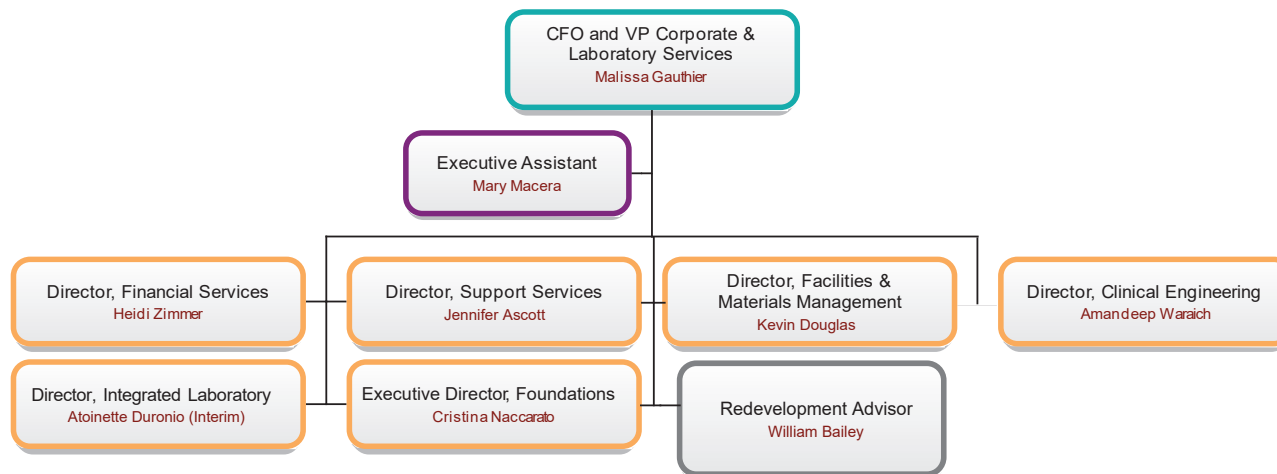 CFO and VP Corporate &
Laboratory Services
Malissa Gauthier
Executive Assistant
Mary Macera
Director, Financial Services
Heidi Zimmer
Director, Support Services
Jennifer Ascott
Director, Facilities &
Materials Management
Kevin Douglas
Director, Clinical Engineering
Amandeep Waraich
Director, Integrated Laboratory
Atoinette Duronio (Interim)
Executive Director, Foundations
Cristina Naccarato
Redevelopment Advisor
William Bailey